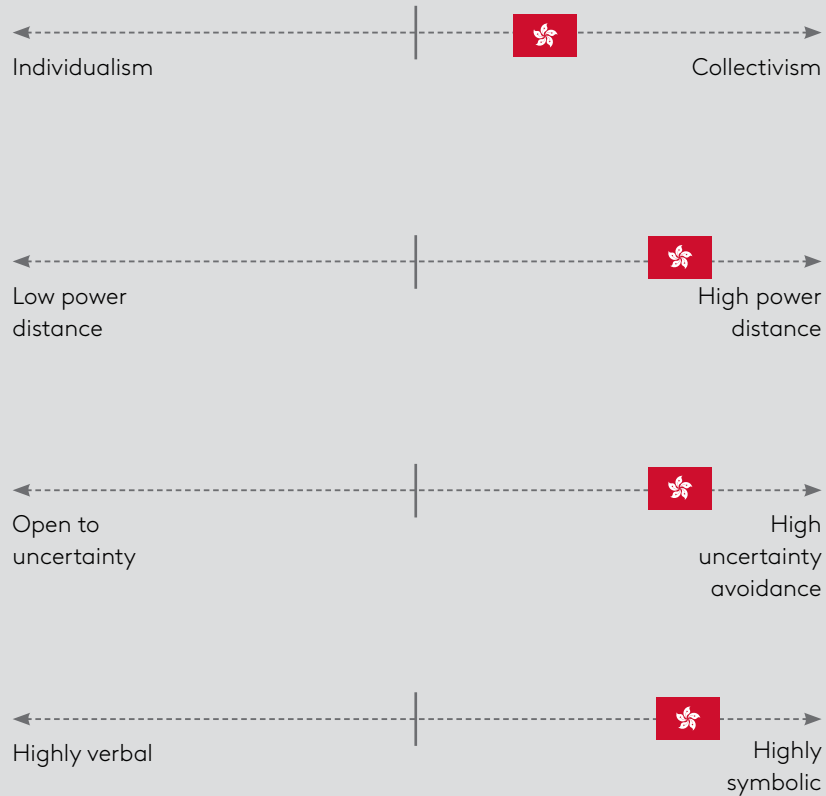 Individualism
Collectivism
Low power
distance
High power
distance
Open to
uncertainty
High
uncertainty
avoidance
Highly verbal
Highly
symbolic